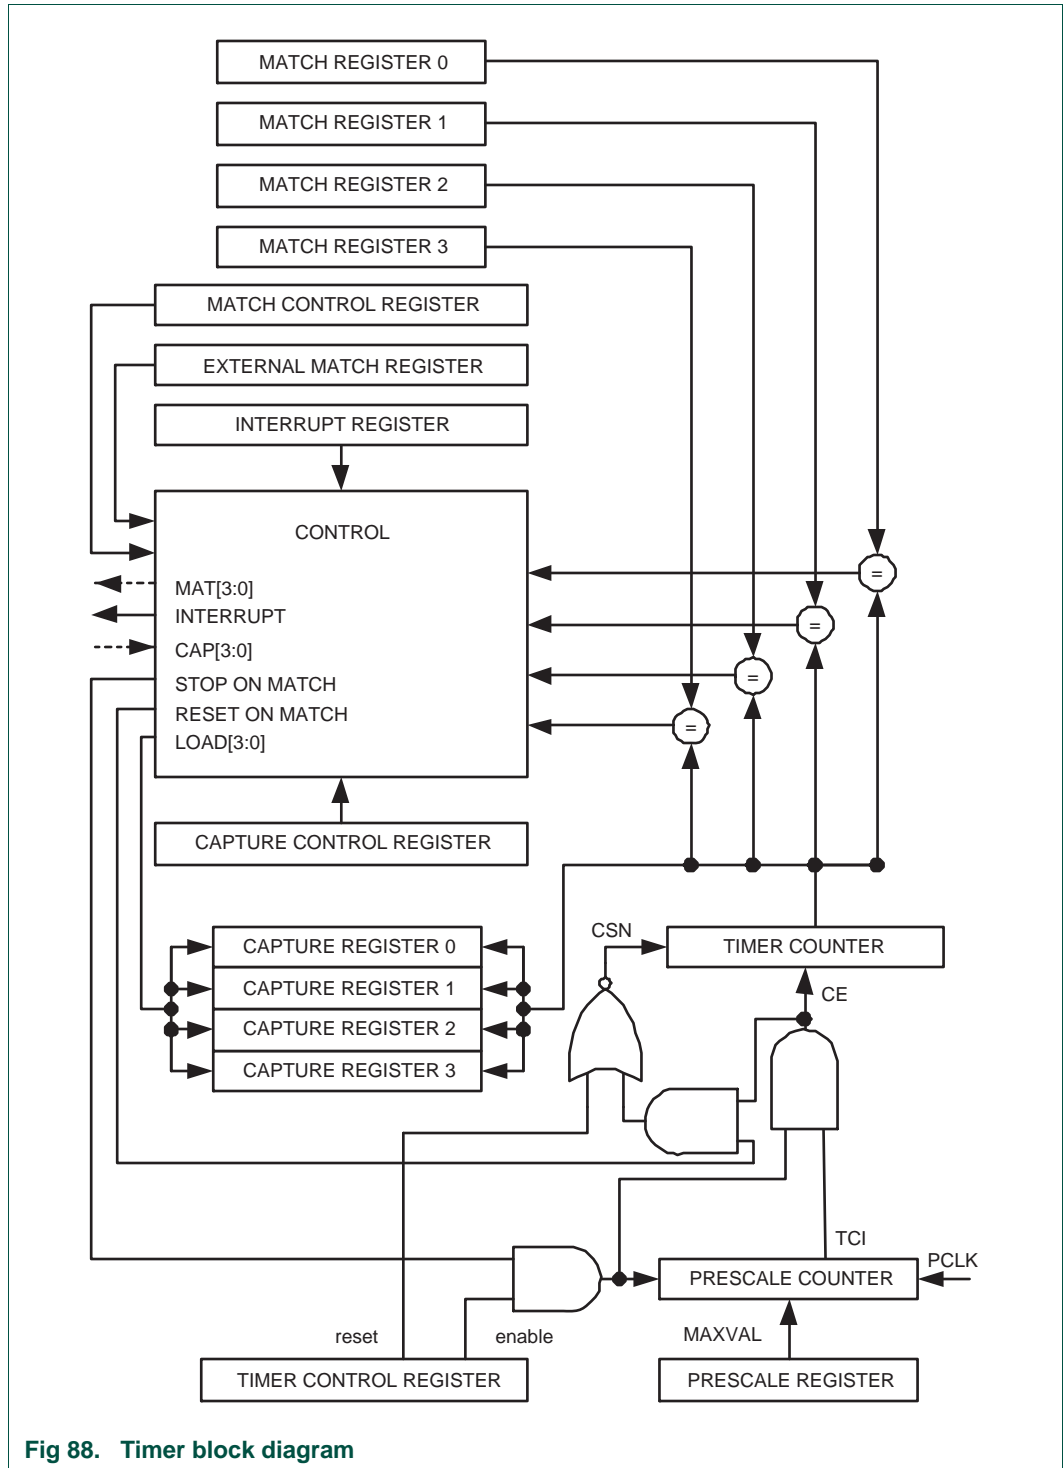 MATCH REGISTER 0
MATCH REGISTER 1
MATCH REGISTER 2
MATCH REGISTER 3
MATCH CONTROL REGISTER
EXTERNAL MATCH REGISTER
INTERRUPT REGISTER
CONTROL
MAT[3:0]
INTERRUPT
CAP[3:0]
STOP ON MATCH
RESET ON MATCH
LOAD[3:0]
=
=
=
=
CAPTURE CONTROL REGISTER
CSN
TIMER COUNTER
CE
CAPTURE REGISTER 0
CAPTURE REGISTER 1
CAPTURE REGISTER 2
CAPTURE REGISTER 3
TCI
PCLK
PRESCALE COUNTER
reset
enable
MAXVAL
TIMER CONTROL REGISTER
PRESCALE REGISTER
Fig 88. Timer block diagram